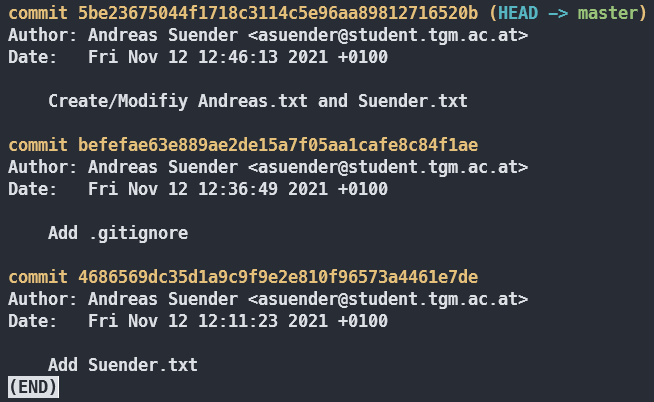 commit 5be23675044f1718c3114c5e96aa89812716520b (HEAD -> master)
Author: Andreas Suender <asuender@student.tgm.ac.at>
Date:   Fri Nov 12 12:46:13 2021 +0100
    Create/Modifiy Andreas.txt and Suender.txt
commit befefae63e889ae2de15a7f05aa1cafe8c84f1ae
Author: Andreas Suender <asuender@student.tgm.ac.at>
Date:   Fri Nov 12 12:36:49 2021 +0100
    Add .gitignore
commit 4686569dc35d1a9c9f9e2e810f96573a4461e7de
Author: Andreas Suender <asuender@student.tgm.ac.at>
Date:   Fri Nov 12 12:11:23 2021 +0100
    Add Suender.txt
(END)